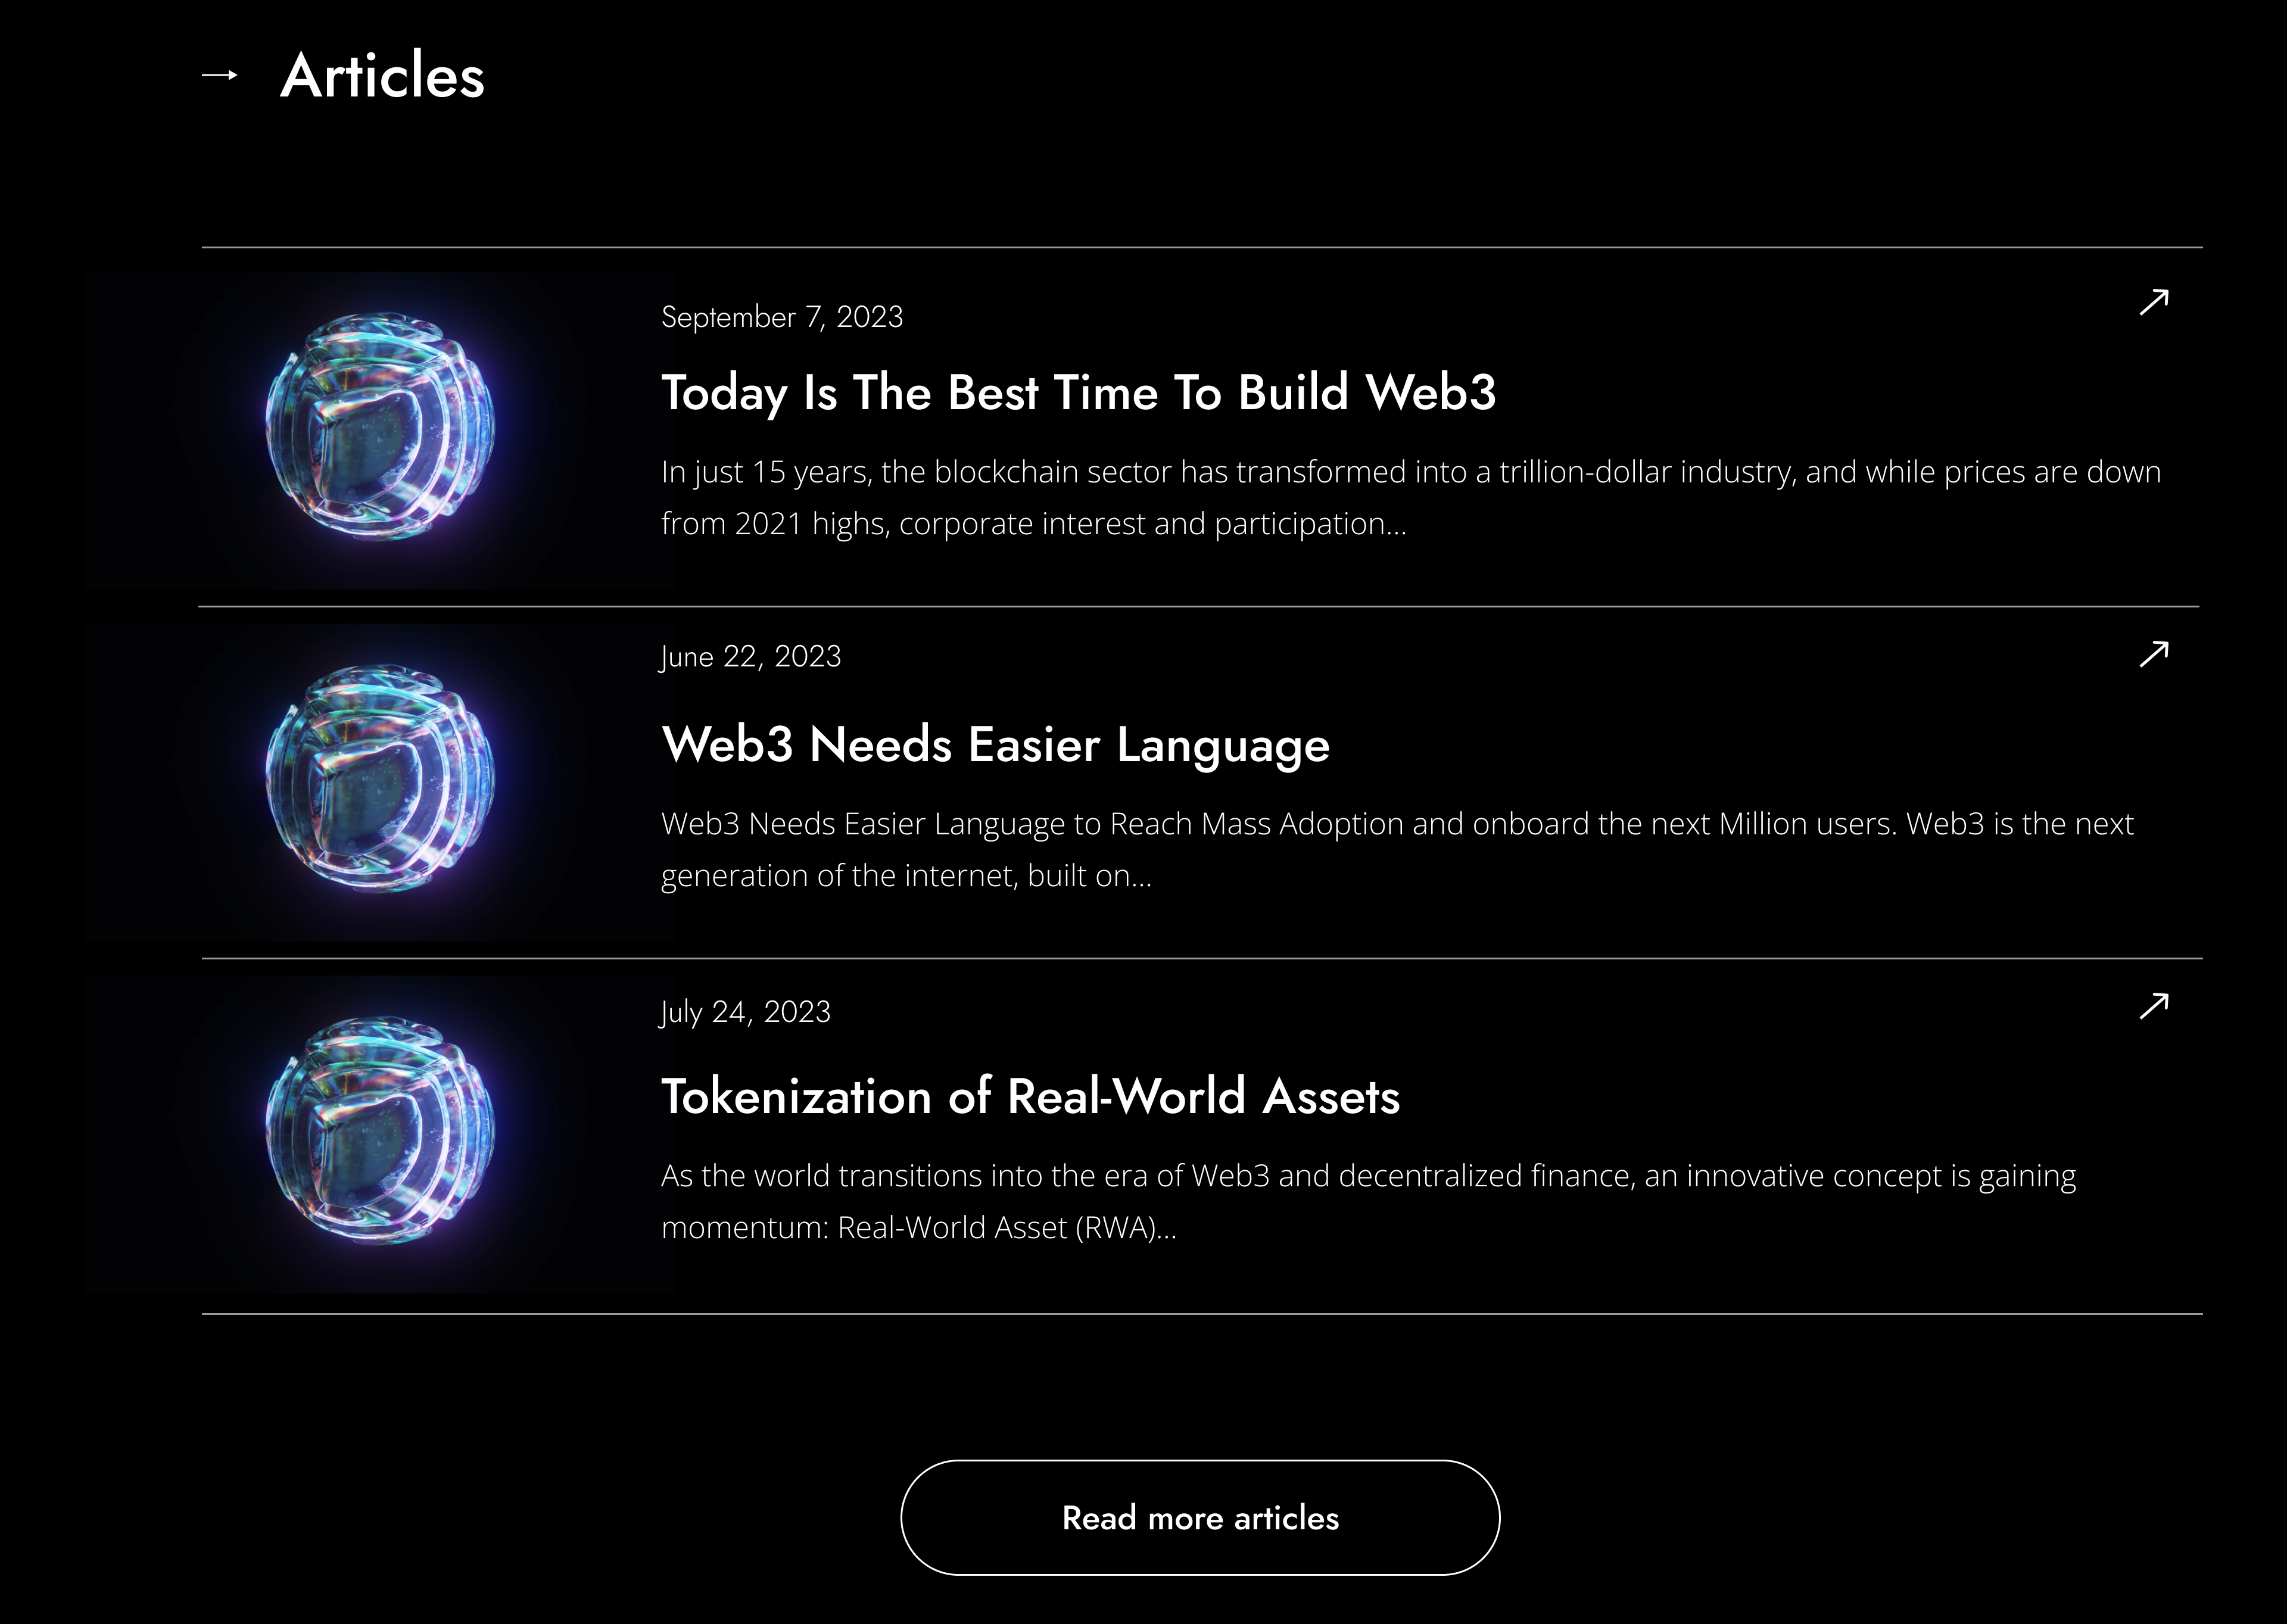 Articles
September 7, 2023
Today Is The Best Time To Build Web3
In just 15 years, the blockchain sector has transformed into a trillion-dollar industry, and while prices are down
from 2021 highs, corporate interest and participation...
June 22, 2023
Web3 Needs Easier Language
Web3 Needs Easier Language to Reach Mass Adoption and onboard the next Million users. Web3 is the next
generation of the internet, built on...
July 24, 2023
Tokenization of Real-World Assets
As the world transitions into the era of Web3 and decentralized finance, an innovative concept is gaining
momentum: Real-World Asset (RWA)...
Read more articles